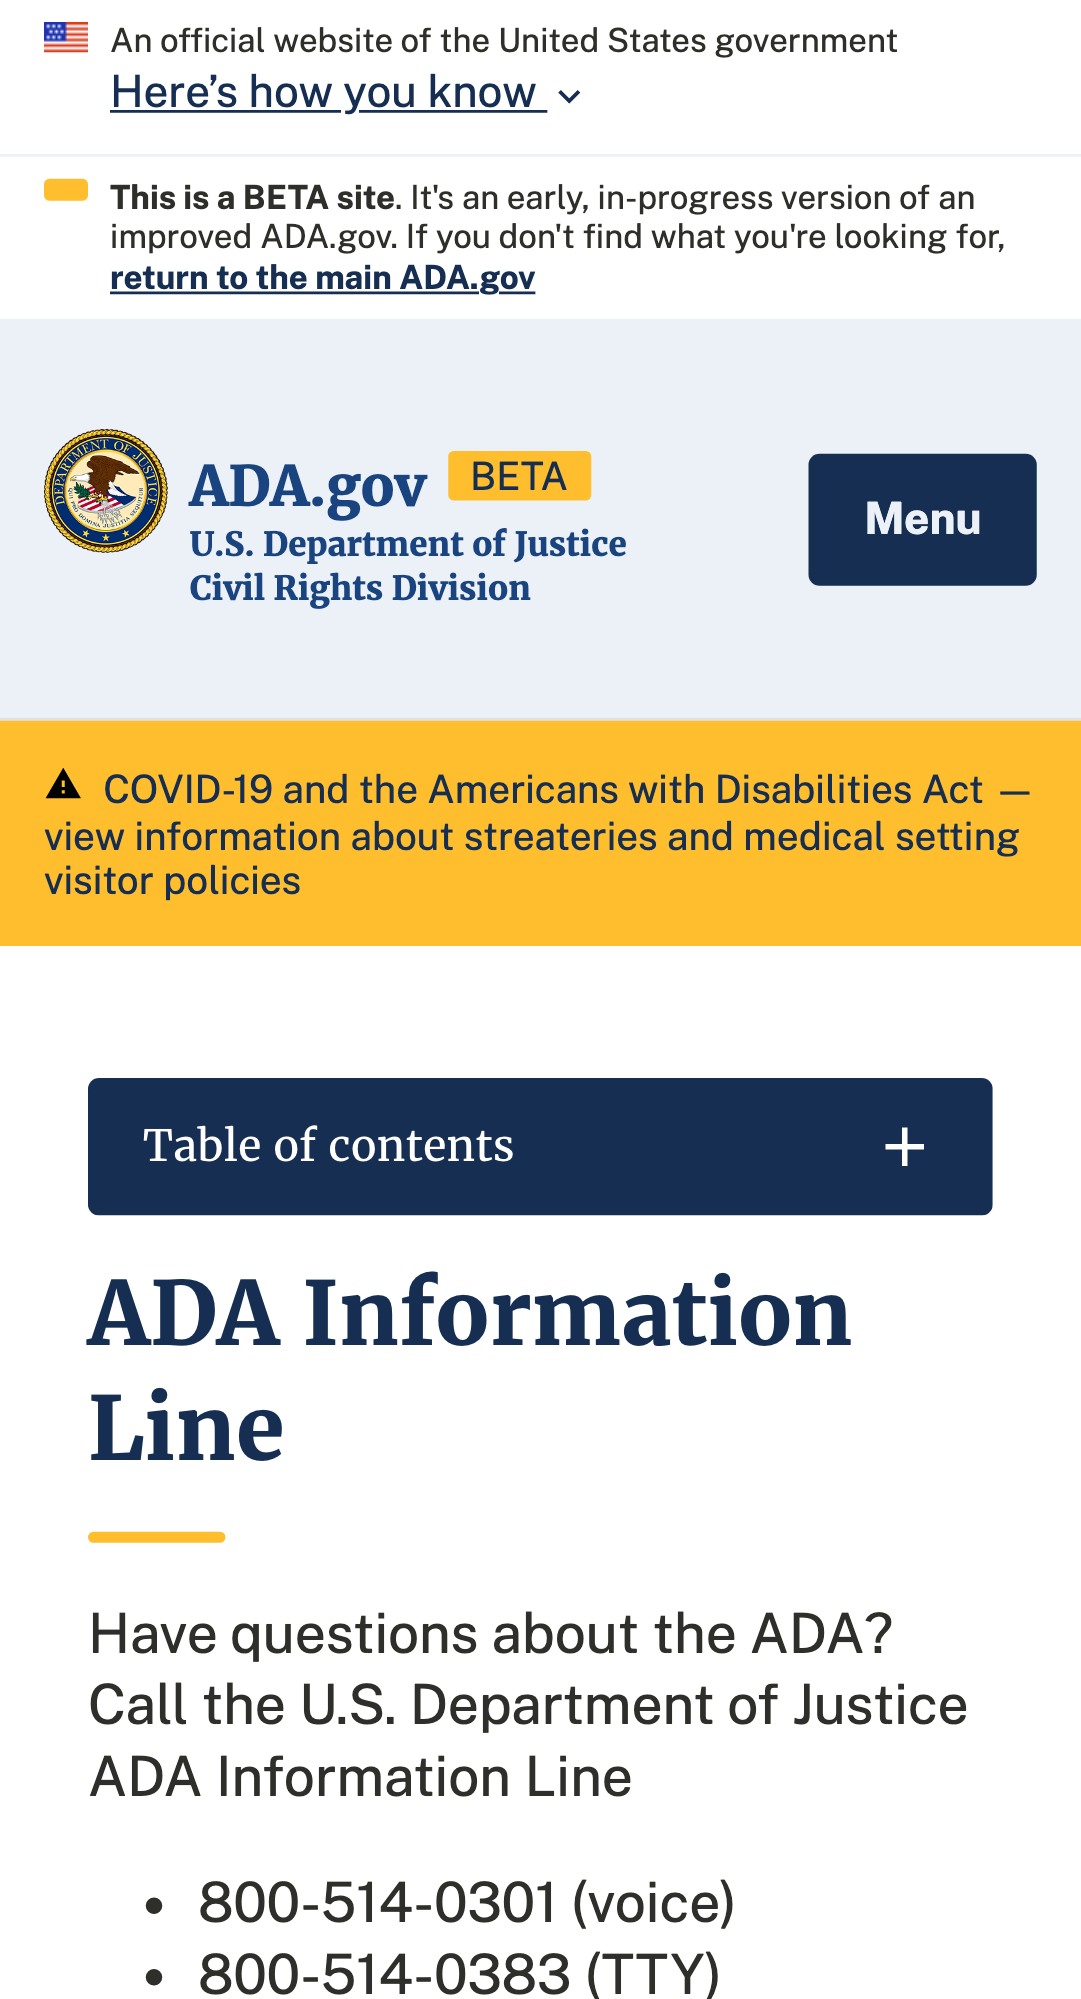 An official website of the United States government
Here’s how you know
This is a BETA site. It's an early, in-progress version of an
improved ADA.gov. If you don't find what you're looking for,
return to the main ADA.gov
DEPARTMENT OF JUSTICE
QUI PRO DOMINA JUSTITIA SEQUITUR
ADA.gov BETA
U.S. Department of Justice
Civil Rights Division
Menu
COVID-19 and the Americans with Disabilities Act —
view information about streateries and medical setting
visitor policies
Table of contents
ADA Information
Line
Have questions about the ADA?
Call the U.S. Department of Justice
ADA Information Line
• 800-514-0301 (voice)
• 800-514-0383 (TTY)